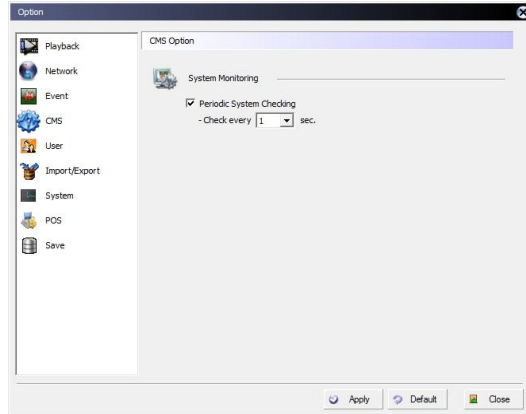 Option
Playback
Network
Event
CMS
User
Import/Export
System
POS
Save
CMS Option
System Monitoring
Periodic System Checking
- Check every 1 sec.
Apply
Default
Close